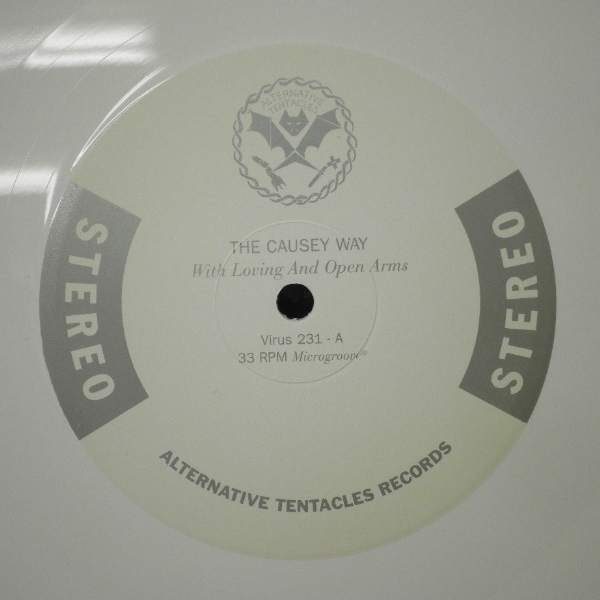 ALTERNATIVE
TENTACLES
THE CAUSEY WAY
With Loving And Open Arms
STEREO
STEREO
Virus 231 - A
33 RPM Microgroove®
ALTERNATIVE TENTACLES RECORDS